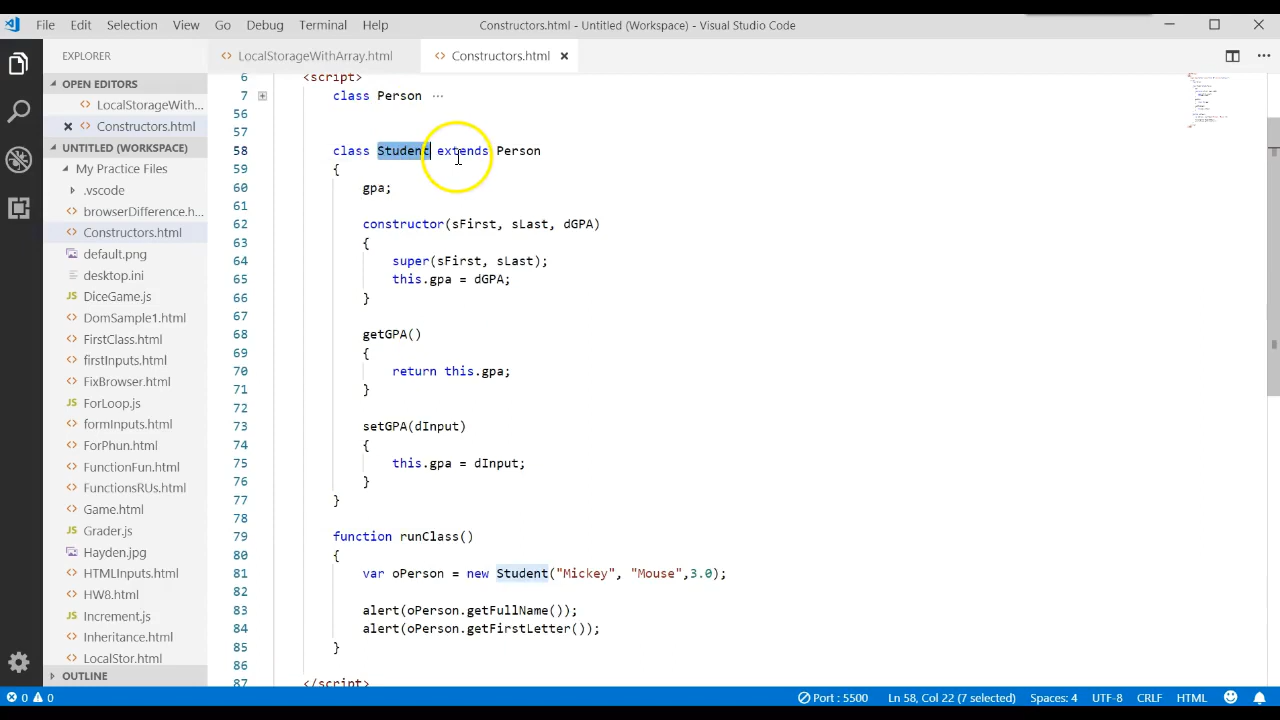 File Edit Selection View Go Debug Terminal Help Constructors.html - Untitled (Workspace) - Visual Studio Code
EXPLORER
LocalStorageWithArray.html Constructors.html
OPEN EDITORS
LocalStorageWith...
Constructors.html
UNTITLED (WORKSPACE)
My Practice Files
.vscode
browserDifference.h...
Constructors.html
default.png
desktop.ini
DiceGame.js
DomSample1.html
FirstClass.html
firstInputs.html
FixBrowser.html
ForLoop.js
formInputs.html
ForPhun.html
FunctionFun.html
FunctionsRUs.html
Game.html
Grader.js
Hayden.jpg
HTMLInputs.html
HW8.html
Increment.js
Inheritance.html
LocalStor.html
OUTLINE
6 <script>
7 class Person ...
56
57
58 class Student extends Person
59 {
60 gpa;
61
62 constructor(sFirst, sLast, dGPA)
63 {
64 super(sFirst, sLast);
65 this.gpa = dGPA;
66 }
67
68 getGPA()
69 {
70 return this.gpa;
71 }
72
73 setGPA(dInput)
74 {
75 this.gpa = dInput;
76 }
77 }
78
79 function runClass()
80 {
81 var oPerson = new Student("Mickey", "Mouse",3.0);
82
83 alert(oPerson.getFullName());
84 alert(oPerson.getFirstLetter());
85 }
86
87 </script>
0 0 Port : 5500 Ln 58, Col 22 (7 selected) Spaces: 4 UTF-8 CRLF HTML